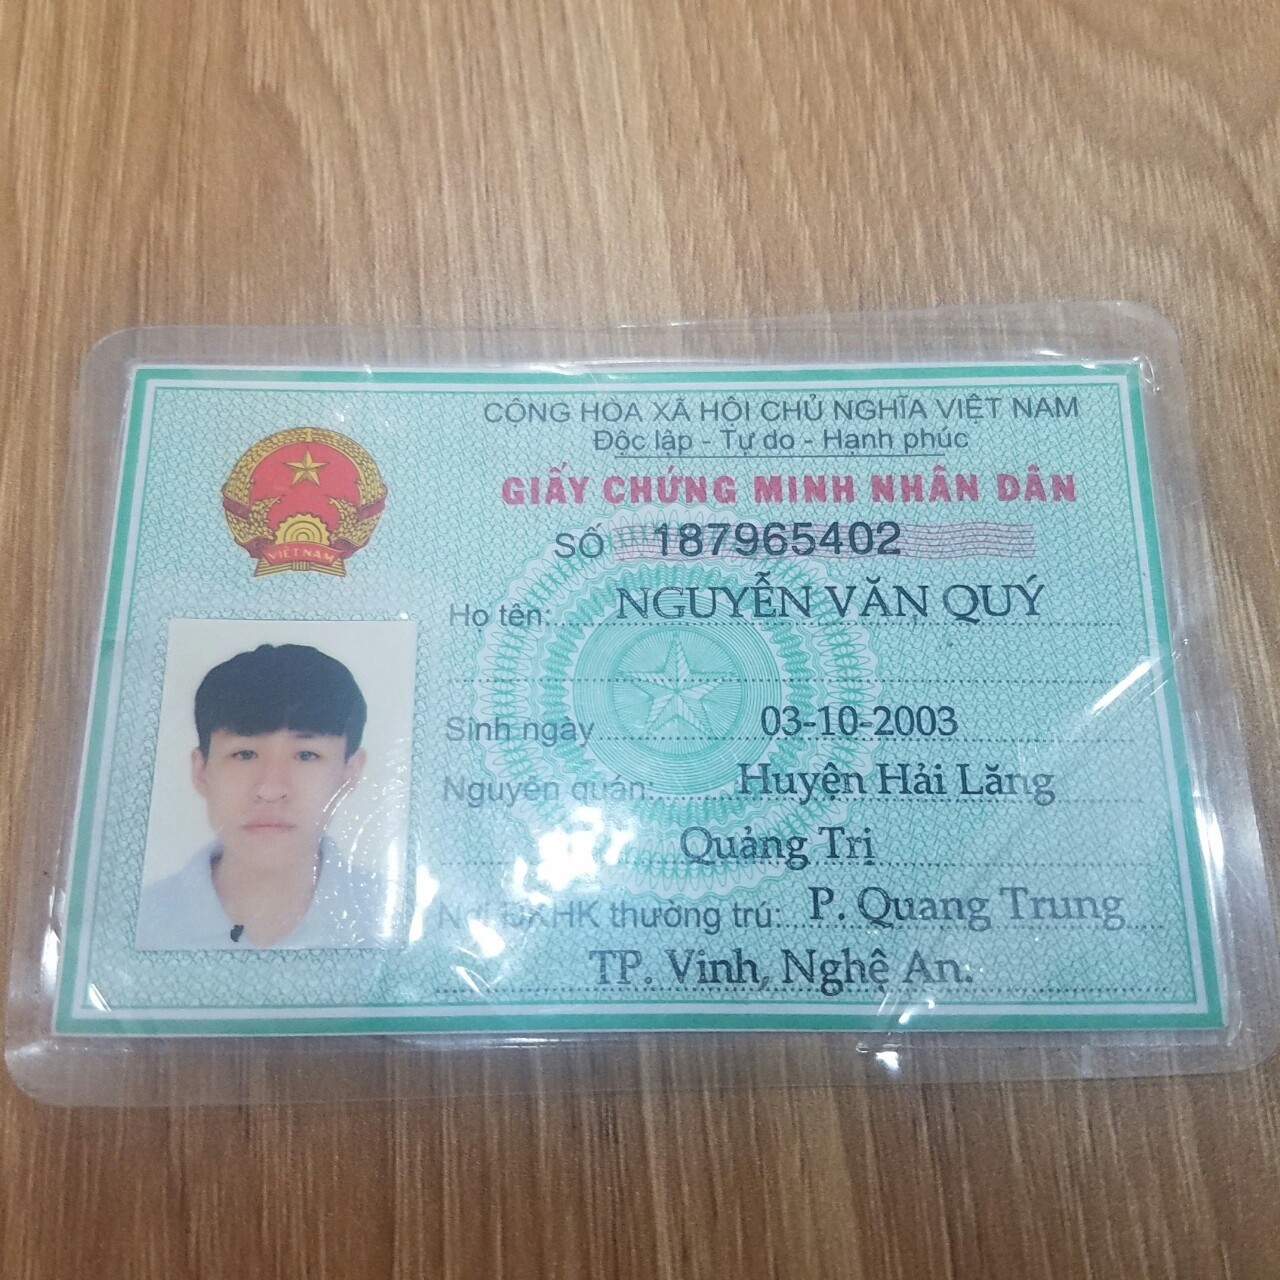 CỘNG HÒA XÃ HỘI CHỦ NGHĨA VIỆT NAM
Độc lập - Tự do - Hạnh phúc
GIẤY CHỨNG MINH NHÂN DÂN
SỐ 187965402
VIỆT NAM
Họ tên: NGUYỄN VĂN QUÝ
Sinh ngày 03-10-2003
Nguyên quán: Huyện Hải Lăng
Quảng Trị
Nơi ĐKHK thường trú: P. Quang Trung
TP. Vinh, Nghệ An.